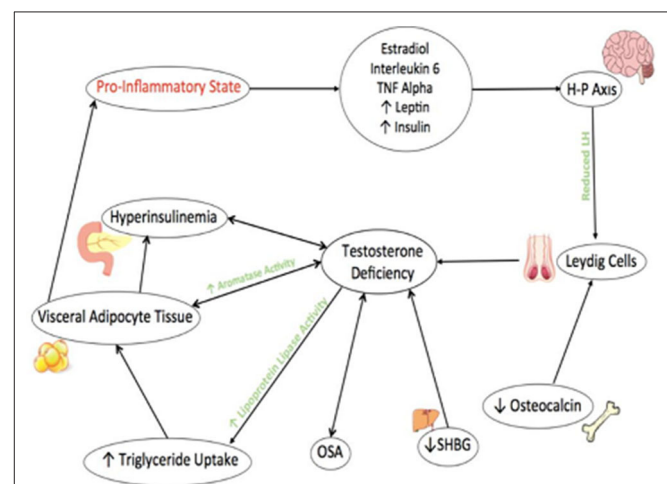 Estradiol
Interleukin 6
TNF Alpha
↑ Leptin
↑ Insulin
Pro-Inflammatory State
H-P Axis
Reduced LH
Hyperinsulinemia
Testosterone
Deficiency
Leydig Cells
↑ Aromatase Activity
Visceral Adipocyte Tissue
↑ Lipoprotein Lipase Activity
↓ Osteocalcin
↑ Triglyceride Uptake
OSA
↓SHBG